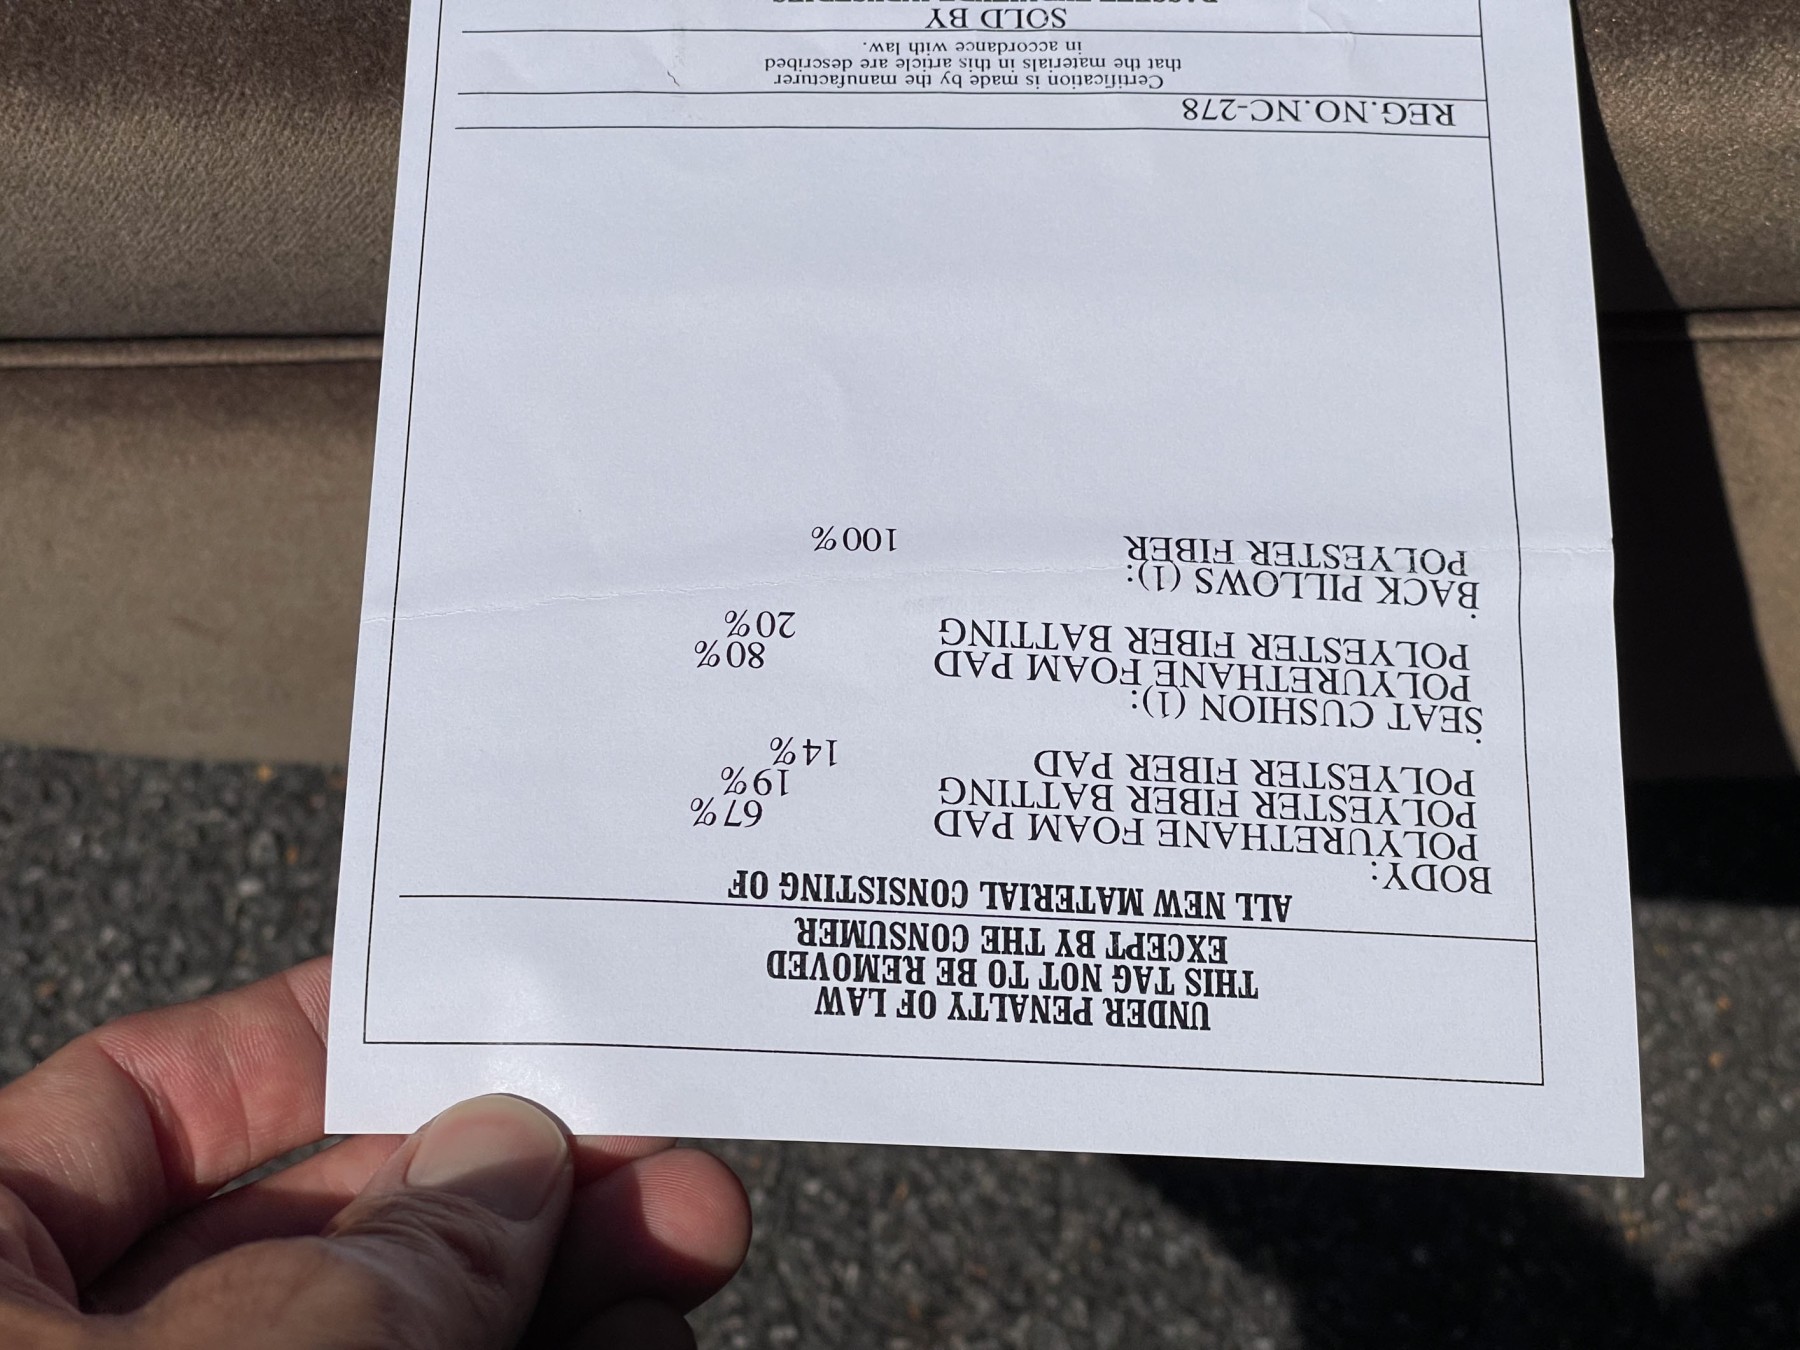 UNDER PENALTY OF LAW
THIS TAG NOT TO BE REMOVED
EXCEPT BY THE CONSUMER
ALL NEW MATERIAL CONSISTING OF
BODY:
POLYURETHANE FOAM PAD 67%
POLYESTER FIBER BATTING 19%
POLYESTER FIBER PAD 14%
SEAT CUSHION (1):
POLYURETHANE FOAM PAD 80%
POLYESTER FIBER BATTING 20%
BACK PILLOWS (1):
POLYESTER FIBER 100%
REG.NO.NC-278
Certification is made by the manufacturer
that the materials in this article are described
in accordance with law.
SOLD BY